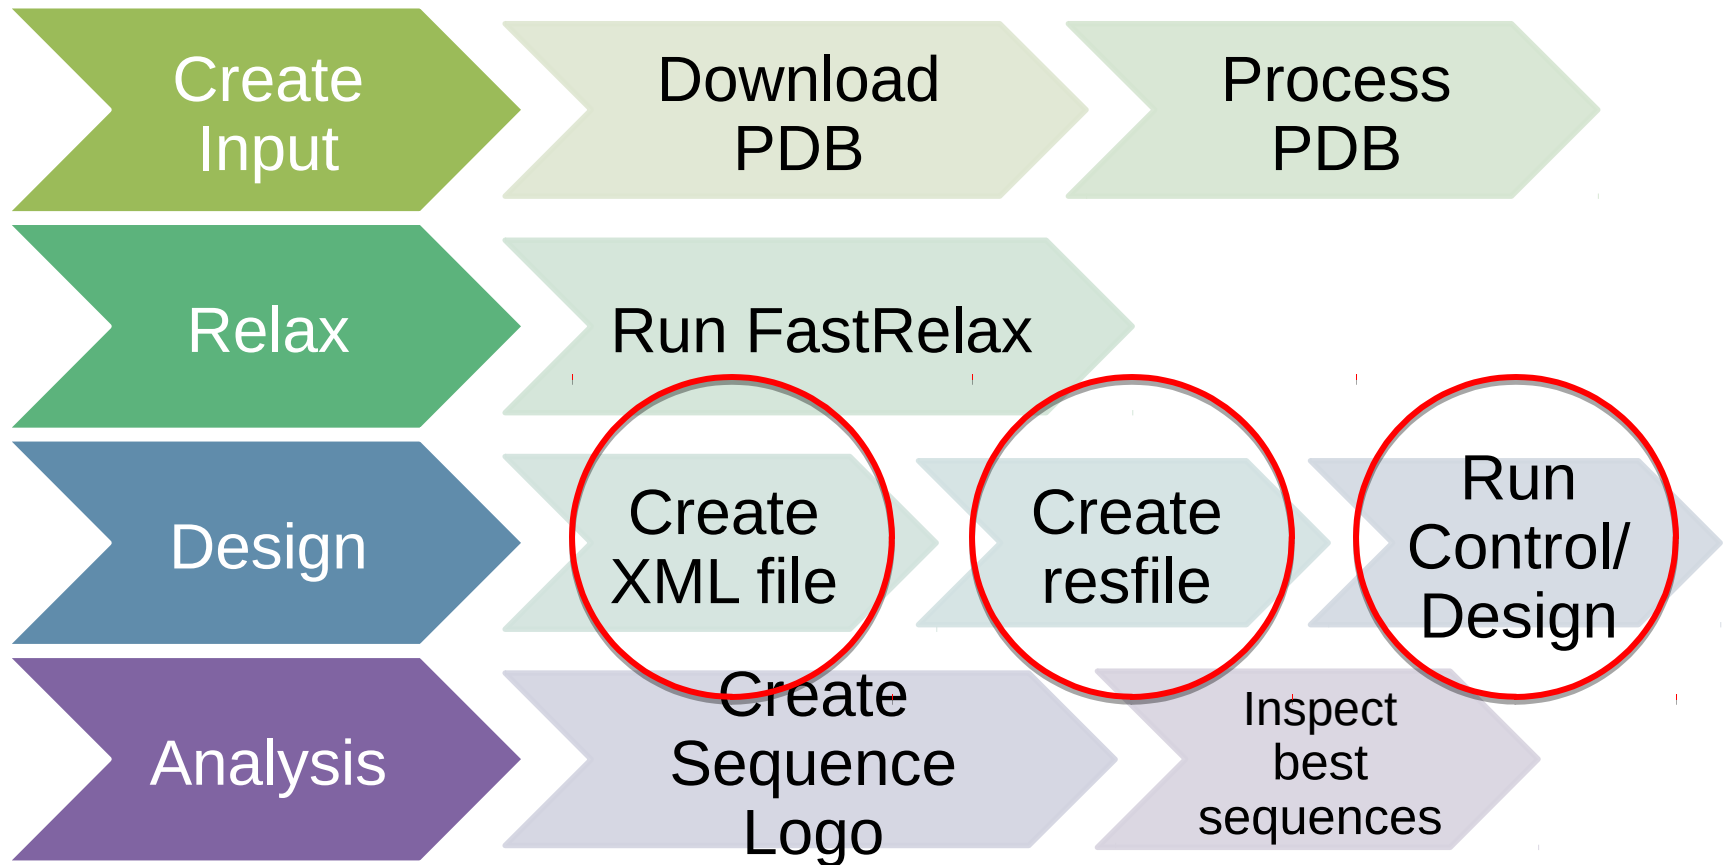 Create
Input
Download
PDB
Process
PDB
Relax
Run FastRelax
Design
Create
XML file
Create
resfile
Run
Control/
Design
Analysis
Create
Sequence
Logo
Inspect
best
sequences